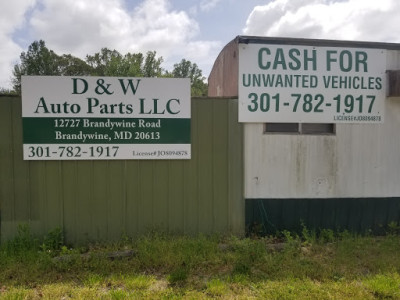 D & W
Auto Parts LLC
12727 Brandywine Road
Brandywine, MD 20613
301-782-1917
CASH FOR
UNWANTED VEHICLES
301-782-1917